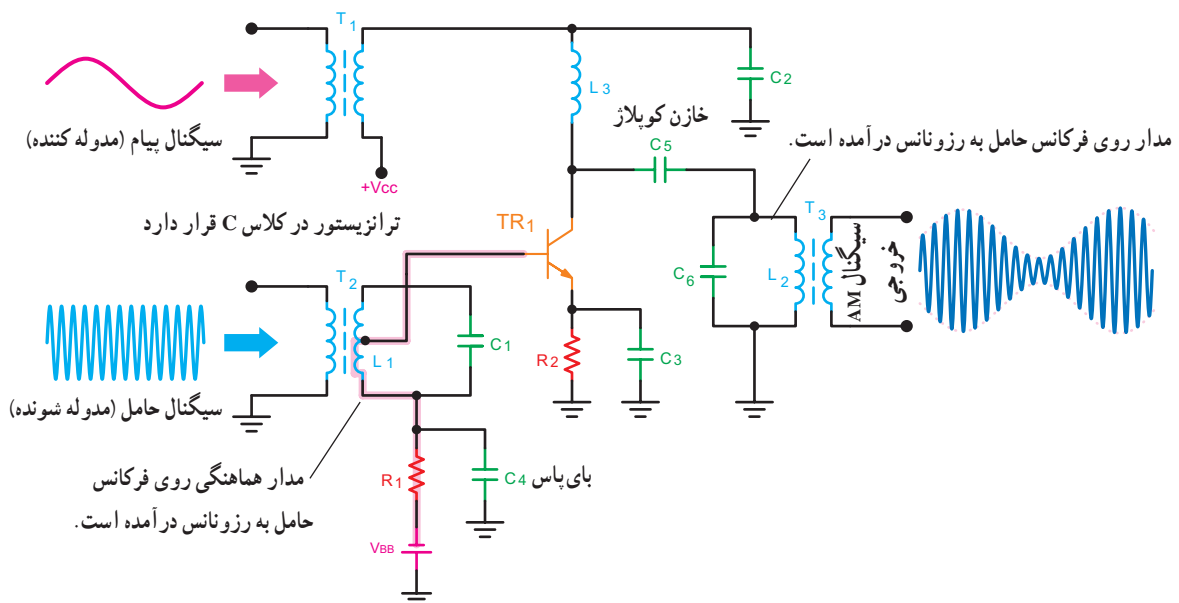 T1
C2
L3
خازن کوپلاژ
C5
سیگنال پیام (مدوله کننده)
+Vcc
مدار روی فرکانس حامل به رزونانس درآمده است.
ترانزیستور در کلاس C قرار دارد
TR1
T3
L2
C6
سیگنال AM
خروجی
T2
L1
C1
R2
C3
سیگنال حامل (مدوله شونده)
مدار هماهنگی روی فرکانس
حامل به رزونانس درآمده است.
R1
C4
بای‌پاس
VBB